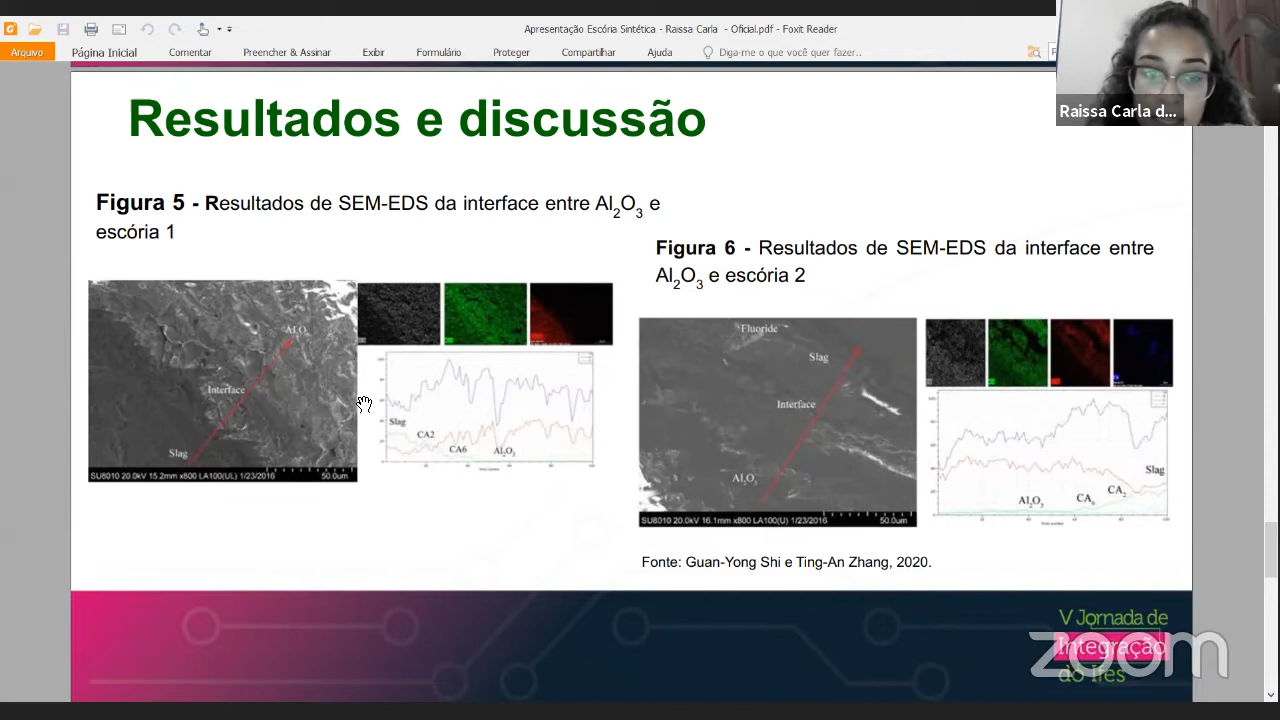 Apresentação Escória Sintética - Raissa Carla - Oficial.pdf - Foxit Reader
Arquivo
Página Inicial
Comentar
Preencher & Assinar
Exibir
Formulário
Proteger
Compartilhar
Ajuda
Diga-me o que você quer fazer..
Raissa Carla d...
Resultados e discussão
Figura 5 - Resultados de SEM-EDS da interface entre Al2O3 e
escória 1
Figura 6 - Resultados de SEM-EDS da interface entre
Al2O3 e escória 2
Interface
Slag
SU8010 20.0kV 15.2mm x800 LA100(UL) 1/23/2016
50.0um
Slag
CA2
CA6
Al2O3
Fluoride
Slag
Interface
Al2O3
SU8010 20.0kV 16.1mm x800 LA100(U) 1/23/2016
50.0um
Al2O3
CA6
CA2
Slag
Fonte: Guan-Yong Shi e Ting-An Zhang, 2020.
V Jornada de
Integração
do Ifes
zoom